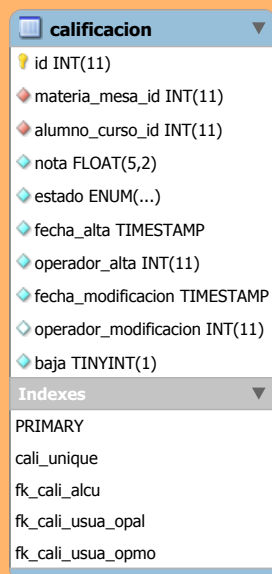 calificacion
id INT(11)
materia_mesa_id INT(11)
alumno_curso_id INT(11)
nota FLOAT(5,2)
estado ENUM(...)
fecha_alta TIMESTAMP
operador_alta INT(11)
fecha_modificacion TIMESTAMP
operador_modificacion INT(11)
baja TINYINT(1)
Indexes
PRIMARY
cali_unique
fk_cali_alcu
fk_cali_usua_opal
fk_cali_usua_opmo